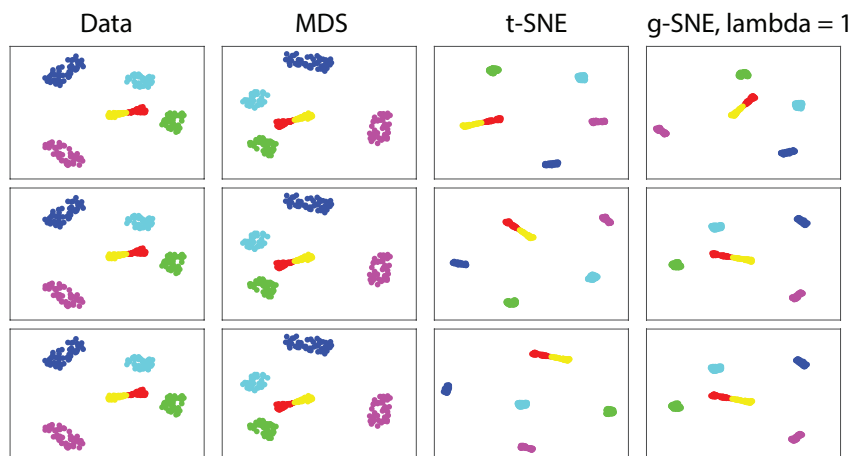 Data MDS t-SNE g-SNE, lambda = 1